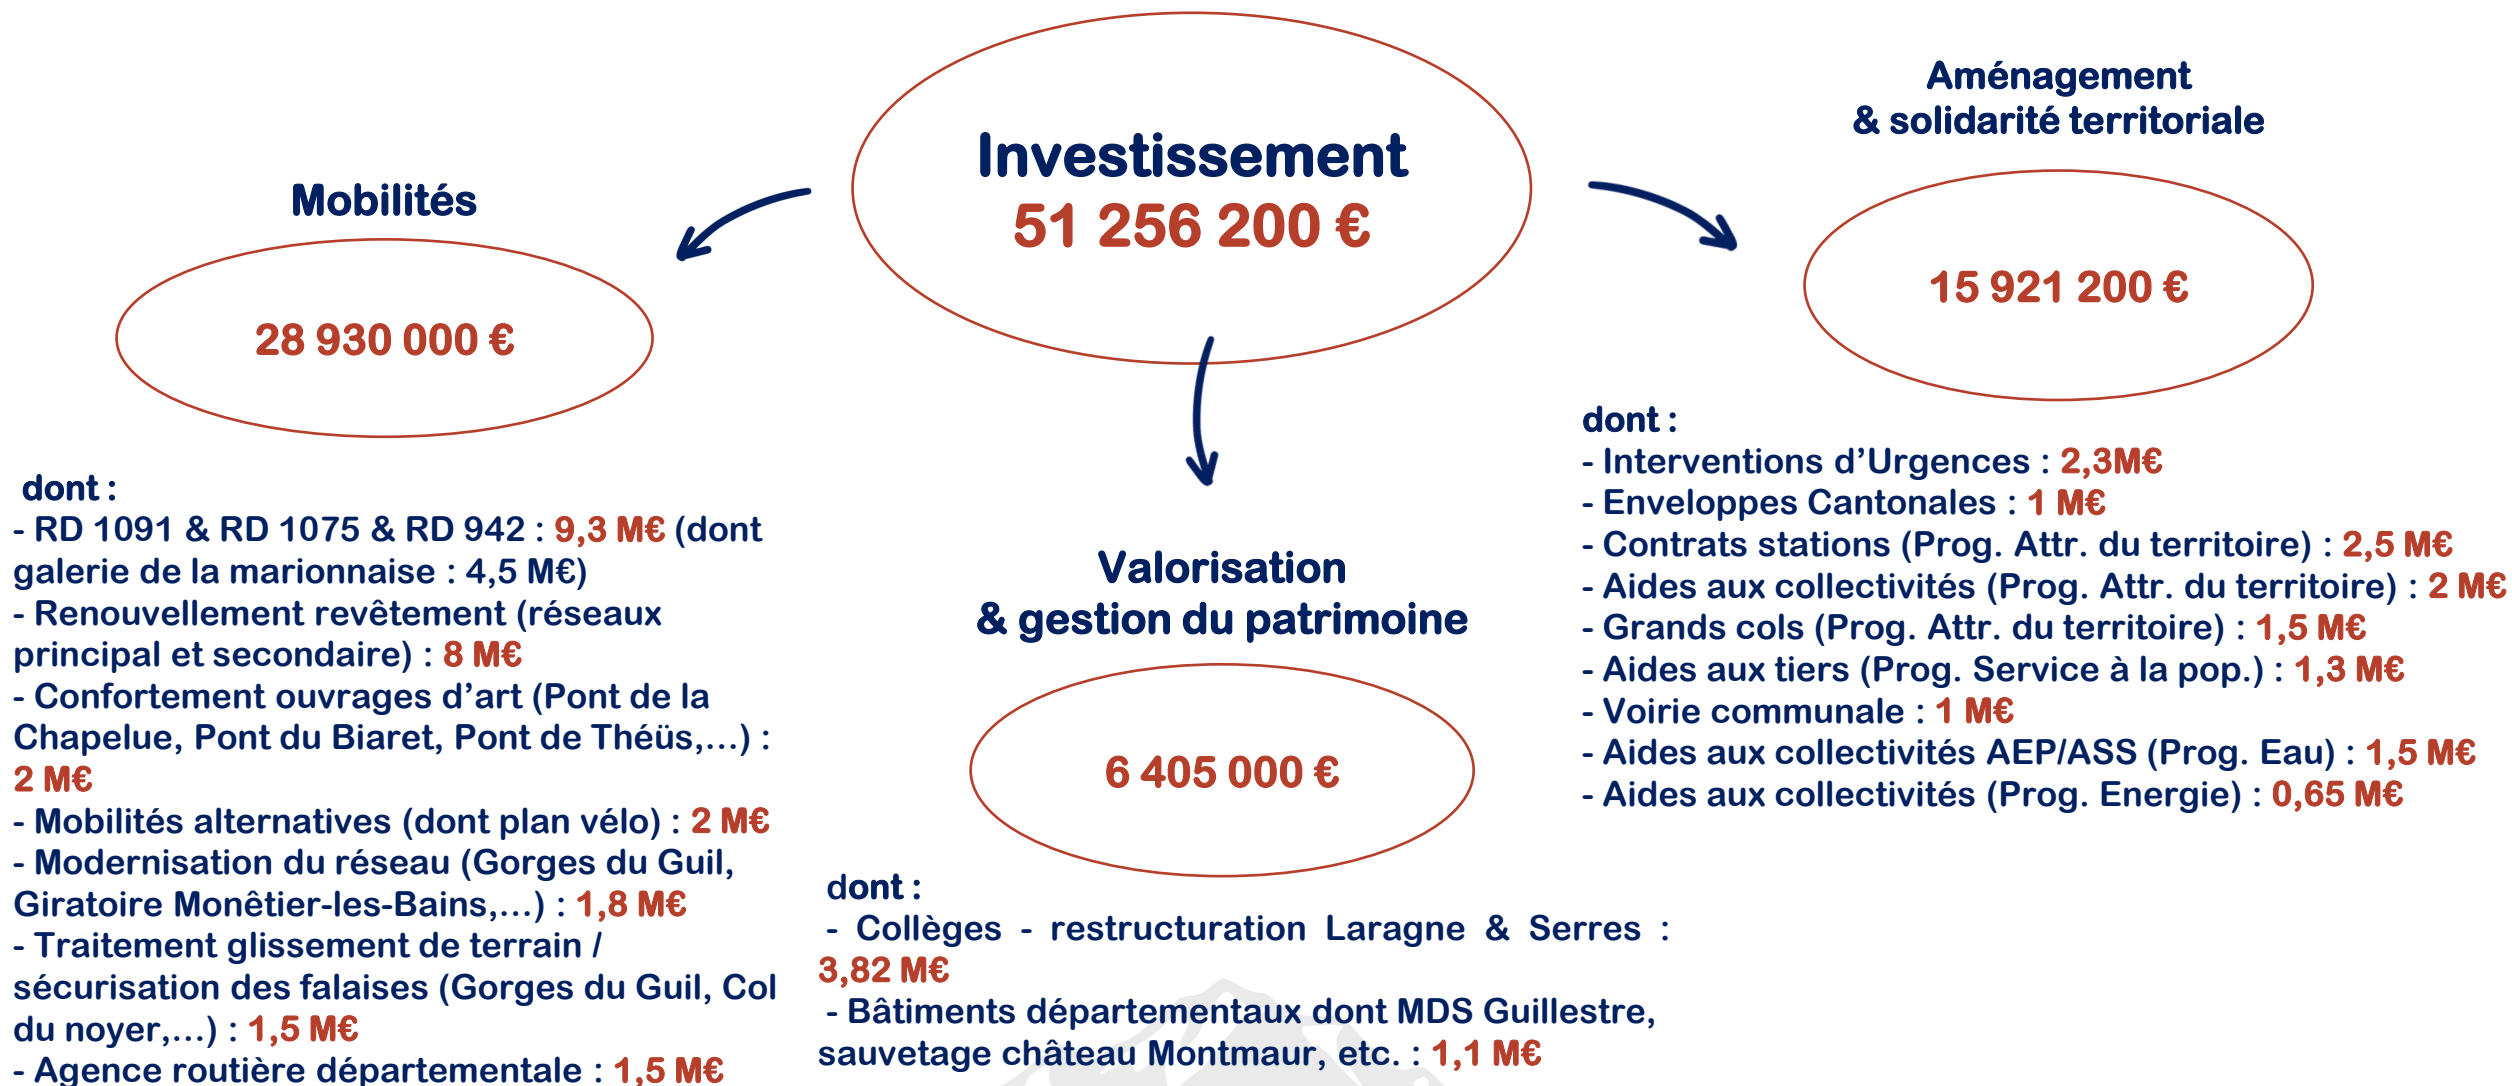 Investissement
51 256 200 €
Mobilités
28 930 000 €
dont :
- RD 1091 & RD 1075 & RD 942 : 9,3 M€ (dont
galerie de la marionnaise : 4,5 M€)
- Renouvellement revêtement (réseaux
principal et secondaire) : 8 M€
- Confortement ouvrages d’art (Pont de la
Chapelue, Pont du Biaret, Pont de Théüs,…) :
2 M€
- Mobilités alternatives (dont plan vélo) : 2 M€
- Modernisation du réseau (Gorges du Guil,
Giratoire Monêtier-les-Bains,…) : 1,8 M€
- Traitement glissement de terrain /
sécurisation des falaises (Gorges du Guil, Col
du noyer,…) : 1,5 M€
- Agence routière départementale : 1,5 M€
Valorisation
& gestion du patrimoine
6 405 000 €
dont :
- Collèges - restructuration Laragne & Serres :
3,82 M€
- Bâtiments départementaux dont MDS Guillestre,
sauvetage château Montmaur, etc. : 1,1 M€
Aménagement
& solidarité territoriale
15 921 200 €
dont :
- Interventions d’Urgences : 2,3M€
- Enveloppes Cantonales : 1 M€
- Contrats stations (Prog. Attr. du territoire) : 2,5 M€
- Aides aux collectivités (Prog. Attr. du territoire) : 2 M€
- Grands cols (Prog. Attr. du territoire) : 1,5 M€
- Aides aux tiers (Prog. Service à la pop.) : 1,3 M€
- Voirie communale : 1 M€
- Aides aux collectivités AEP/ASS (Prog. Eau) : 1,5 M€
- Aides aux collectivités (Prog. Energie) : 0,65 M€